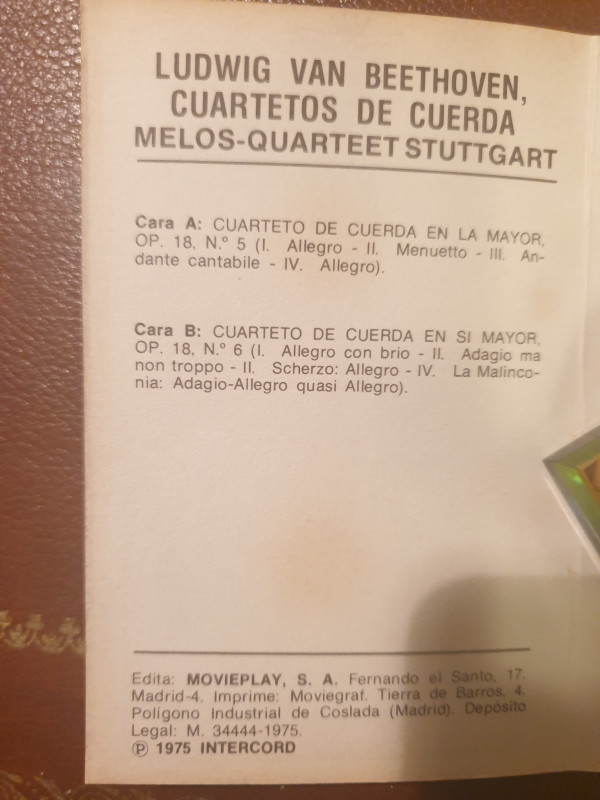 LUDWIG VAN BEETHOVEN,
CUARTETOS DE CUERDA
MELOS-QUARTEET STUTTGART
Cara A: CUARTETO DE CUERDA EN LA MAYOR,
OP. 18, N.º 5 (I. Allegro - II. Menuetto - III. An-
dante cantabile - IV. Allegro).
Cara B: CUARTETO DE CUERDA EN SI MAYOR,
OP. 18, N.º 6 (I. Allegro con brio - II. Adagio ma
non troppo - II. Scherzo: Allegro - IV. La Malinco-
nia: Adagio-Allegro quasi Allegro).
Edita: MOVIEPLAY, S. A. Fernando el Santo, 17.
Madrid-4. Imprime: Moviegraf. Tierra de Barros, 4.
Polígono Industrial de Coslada (Madrid). Depósito
Legal: M. 34444-1975.
℗ 1975 INTERCORD